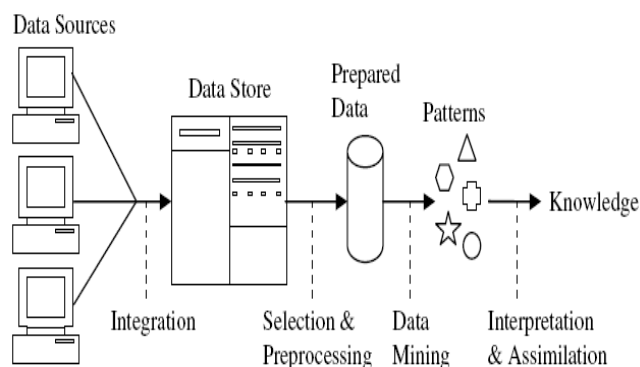 Data Sources
Data Store
Prepared
Data
Patterns
Knowledge
Integration
Selection &
Preprocessing
Data
Mining
Interpretation
& Assimilation